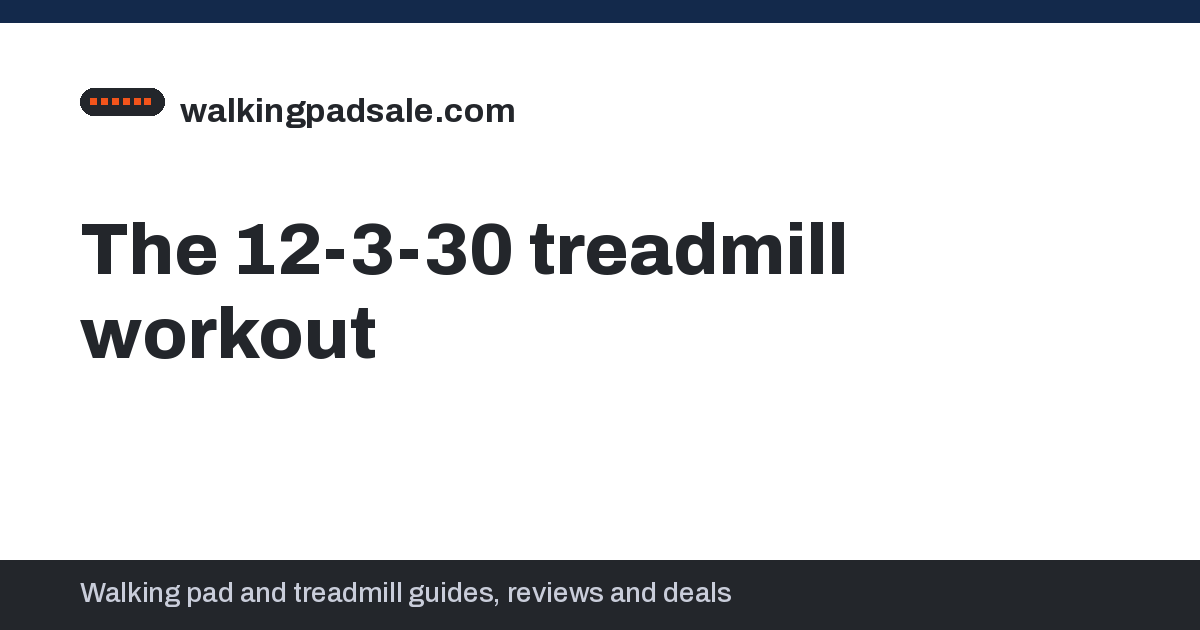 walkingpadsale.com
The 12-3-30 treadmill
workout
Walking pad and treadmill guides, reviews and deals